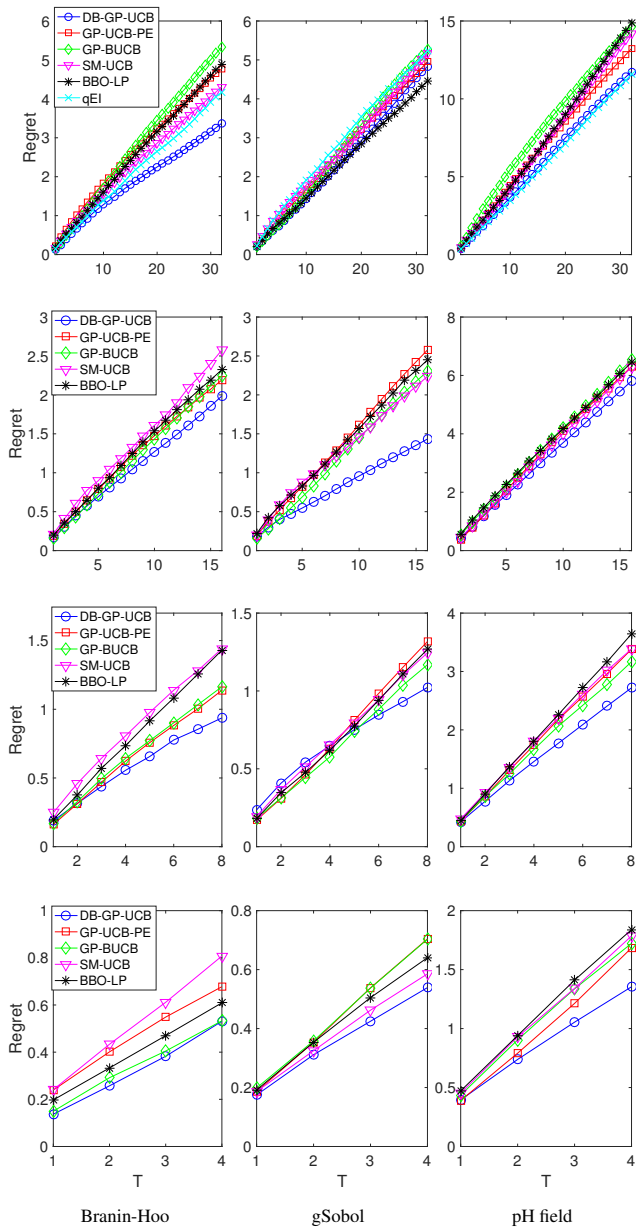 6
5
4
3
2
1
0
Regret
DB-GP-UCB
GP-UCB-PE
GP-BUCB
SM-UCB
BBO-LP
qEI
10 20 30
6
5
4
3
2
1
0
10 20 30
15
10
5
0
10 20 30
3
2.5
2
1.5
1
0.5
0
Regret
DB-GP-UCB
GP-UCB-PE
GP-BUCB
SM-UCB
BBO-LP
5 10 15
3
2.5
2
1.5
1
0.5
0
5 10 15
8
6
4
2
0
5 10 15
1.5
1
0.5
0
Regret
DB-GP-UCB
GP-UCB-PE
GP-BUCB
SM-UCB
BBO-LP
2 4 6 8
1.5
1
0.5
0
2 4 6 8
4
3
2
1
0
2 4 6 8
1
0.8
0.6
0.4
0.2
0
Regret
DB-GP-UCB
GP-UCB-PE
GP-BUCB
SM-UCB
BBO-LP
1 2 3 4
T
0.8
0.6
0.4
0.2
0
1 2 3 4
T
2
1.5
1
0.5
0
1 2 3 4
T
Branin-Hoo gSobol pH field